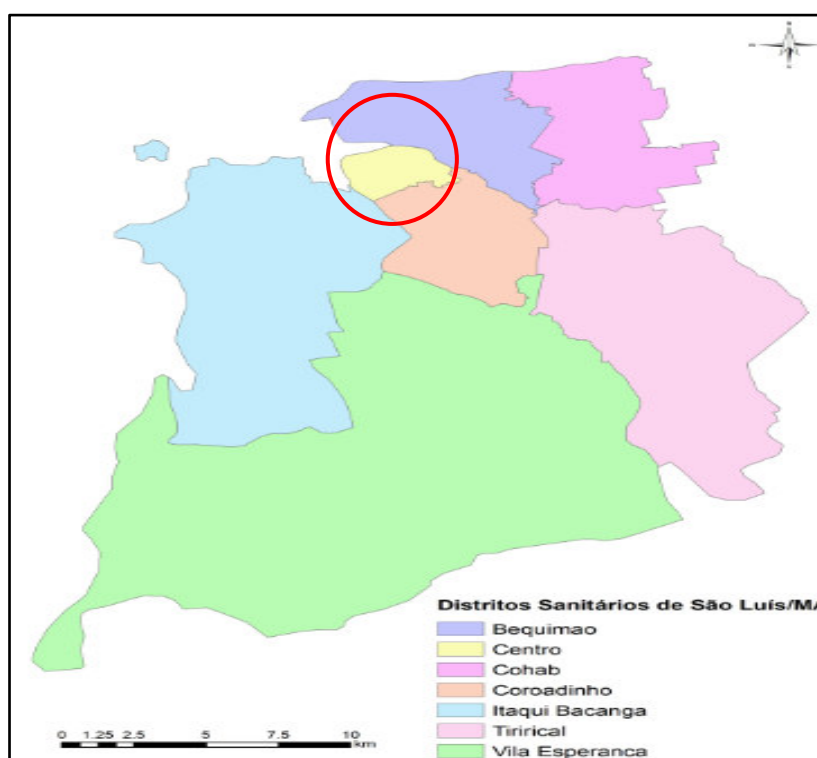 Distritos Sanitários de São Luís/MA
Bequimao
Centro
Cohab
Coroadinho
Itaqui Bacanga
Tirirical
Vila Esperanca
0 1.25 2.5 5 7.5 10
km